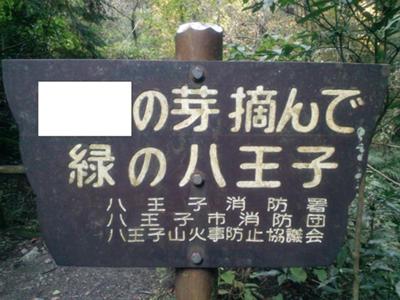 の芽摘んで
緑の八王子
八王子消防署
八王子市消防団
八王子山火事防止協議会